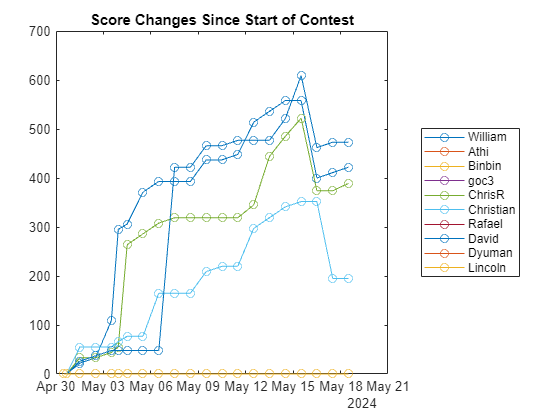 Score Changes Since Start of Contest
700
600
500
400
300
200
100
0
Apr 30 May 03 May 06 May 09 May 12 May 15 May 18 May 21
2024
William
Athi
Binbin
goc3
ChrisR
Christian
Rafael
David
Dyuman
Lincoln